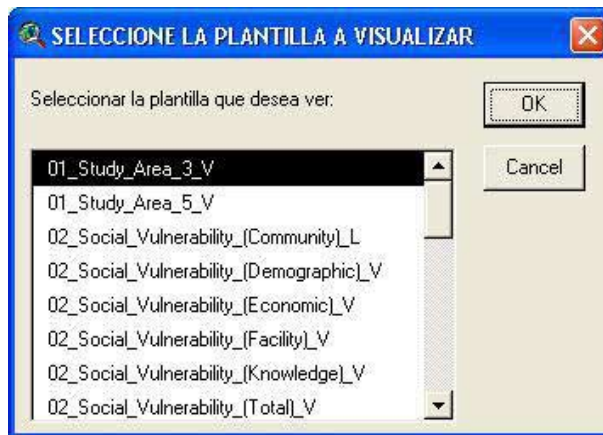 SELECCIONE LA PLANTILLA A VISUALIZAR
Seleccionar la plantilla que desea ver:
OK
Cancel
01_Study_Area_3_V
01_Study_Area_5_V
02_Social_Vulnerability_(Community)_L
02_Social_Vulnerability_(Demographic)_V
02_Social_Vulnerability_(Economic)_V
02_Social_Vulnerability_(Facility)_V
02_Social_Vulnerability_(Knowledge)_V
02_Social_Vulnerability_(Total)_V